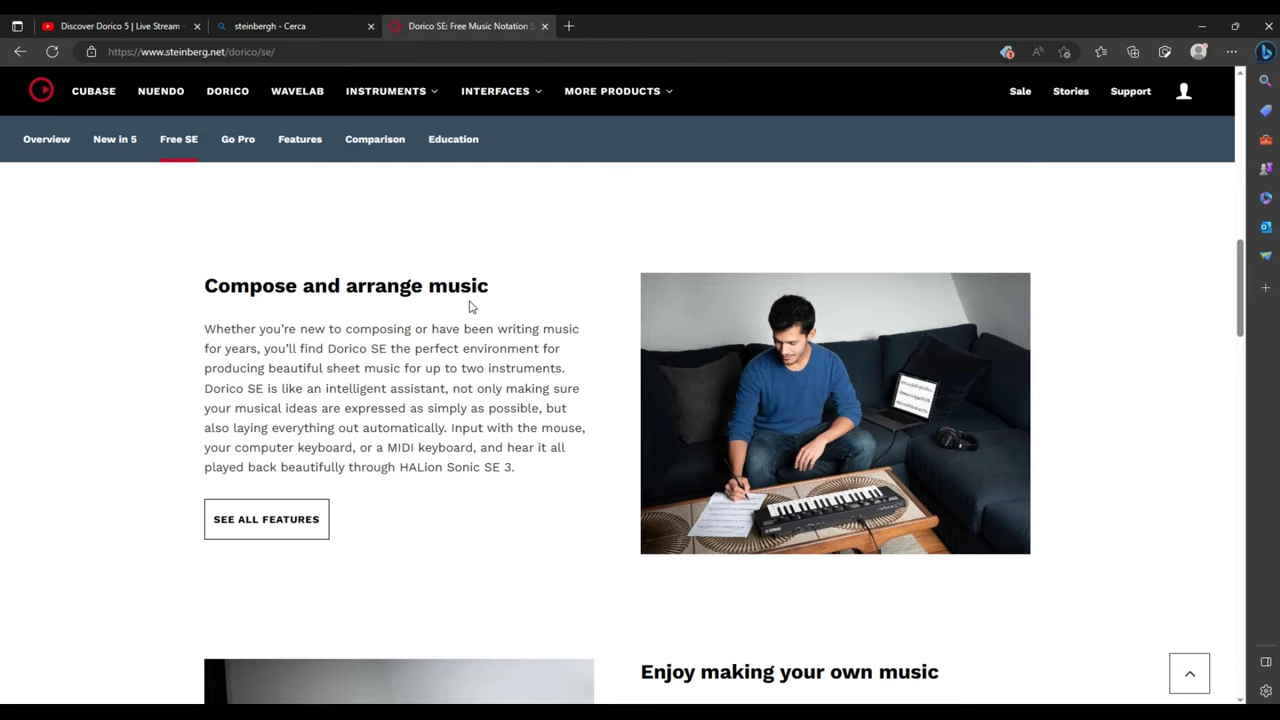 Discover Dorico 5 | Live Stream -
steinbergh - Cerca
Dorico SE: Free Music Notation S
https://www.steinberg.net/dorico/se/
CUBASE NUENDO DORICO WAVELAB INSTRUMENTS INTERFACES MORE PRODUCTS Sale Stories Support
Overview New in 5 Free SE Go Pro Features Comparison Education
Compose and arrange music
Whether you're new to composing or have been writing music
for years, you'll find Dorico SE the perfect environment for
producing beautiful sheet music for up to two instruments.
Dorico SE is like an intelligent assistant, not only making sure
your musical ideas are expressed as simply as possible, but
also laying everything out automatically. Input with the mouse,
your computer keyboard, or a MIDI keyboard, and hear it all
played back beautifully through HALion Sonic SE 3.
SEE ALL FEATURES
Enjoy making your own music